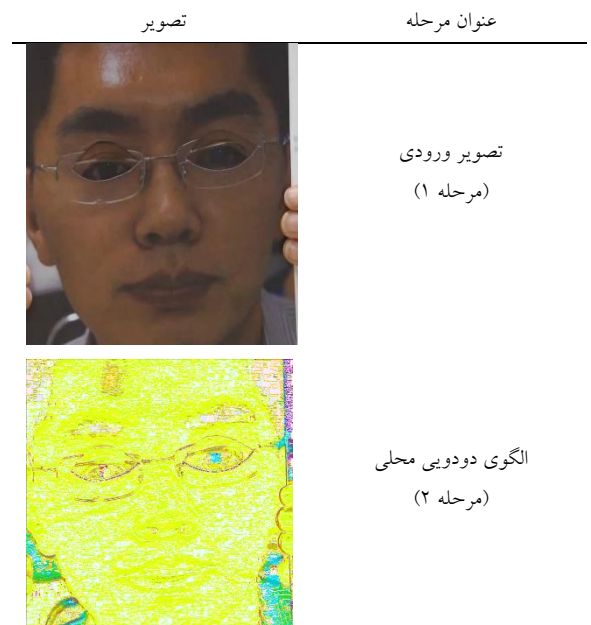 عنوان مرحله تصویر
تصویر ورودی
(مرحله ۱)
الگوی دودویی محلی
(مرحله ۲)